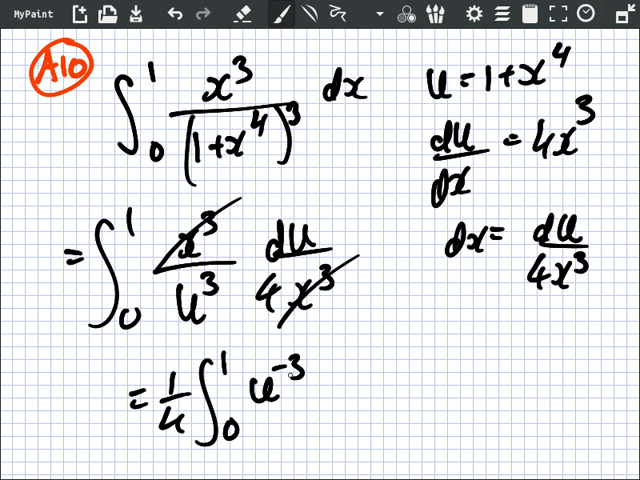 MyPaint
A10
∫₀¹ x³/(1+x⁴)³ dx
u = 1+x⁴
du/dx = 4x³
= ∫₀¹ x³/u³ du/4x³
dx = du/4x³
= 1/4 ∫₀¹ u⁻³